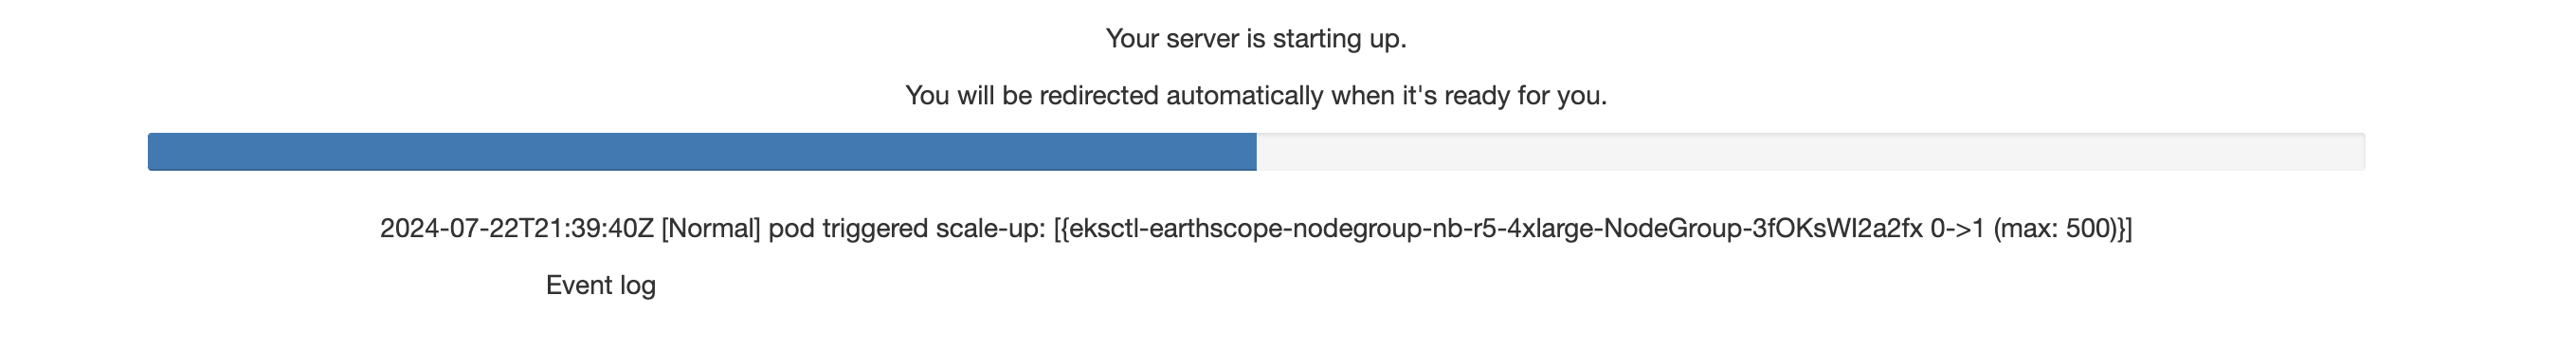 Your server is starting up.
You will be redirected automatically when it's ready for you.
2024-07-22T21:39:40Z [Normal] pod triggered scale-up: [{eksctl-earthscope-nodegroup-nb-r5-4xlarge-NodeGroup-3fOKsWI2a2fx 0->1 (max: 500)}]
Event log